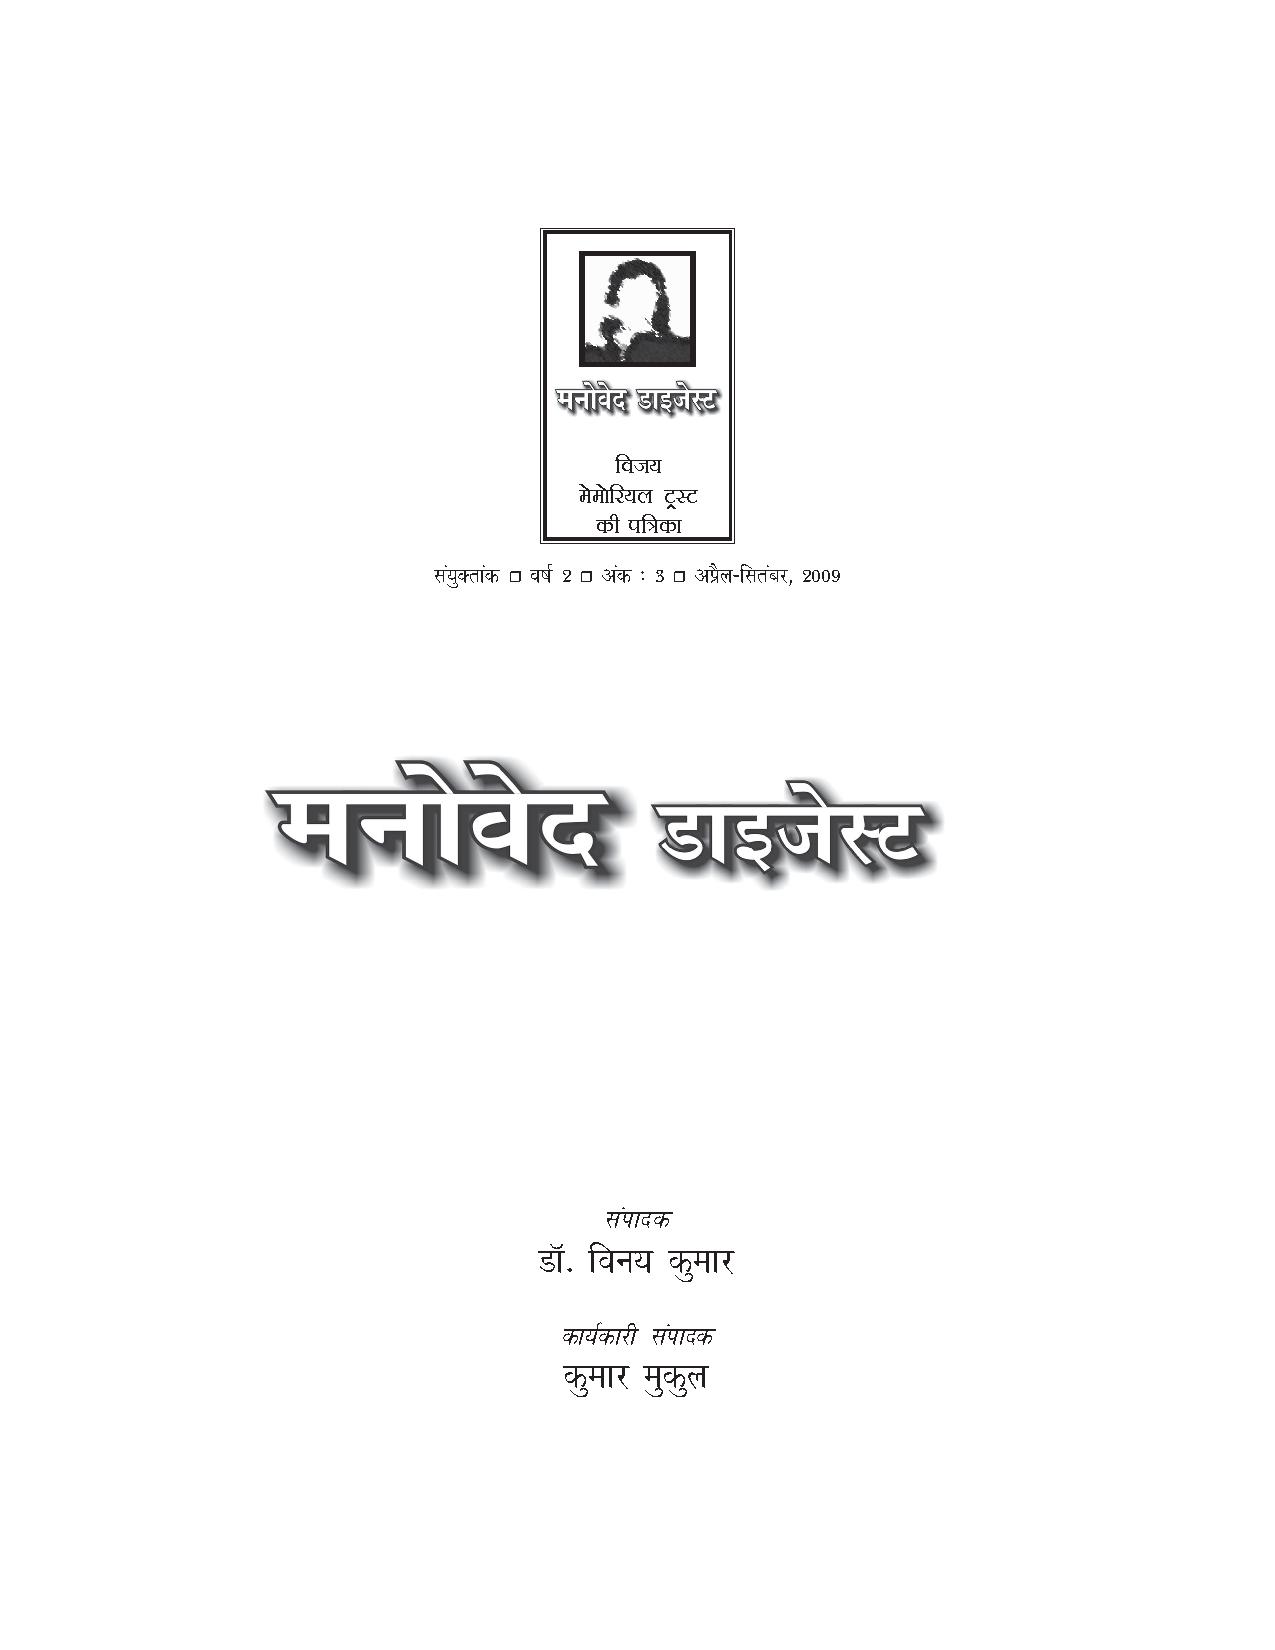 मनोवेद डाइजेस्ट
विजय
मेमोरियल ट्रस्ट
की पत्रिका
संयुक्तांक □ वर्ष 2 □ अंक : 3 □ अप्रैल-सितंबर, 2009
मनोवेद डाइजेस्ट
संपादक
डॉ. विनय कुमार
कार्यकारी संपादक
कुमार मुकुल